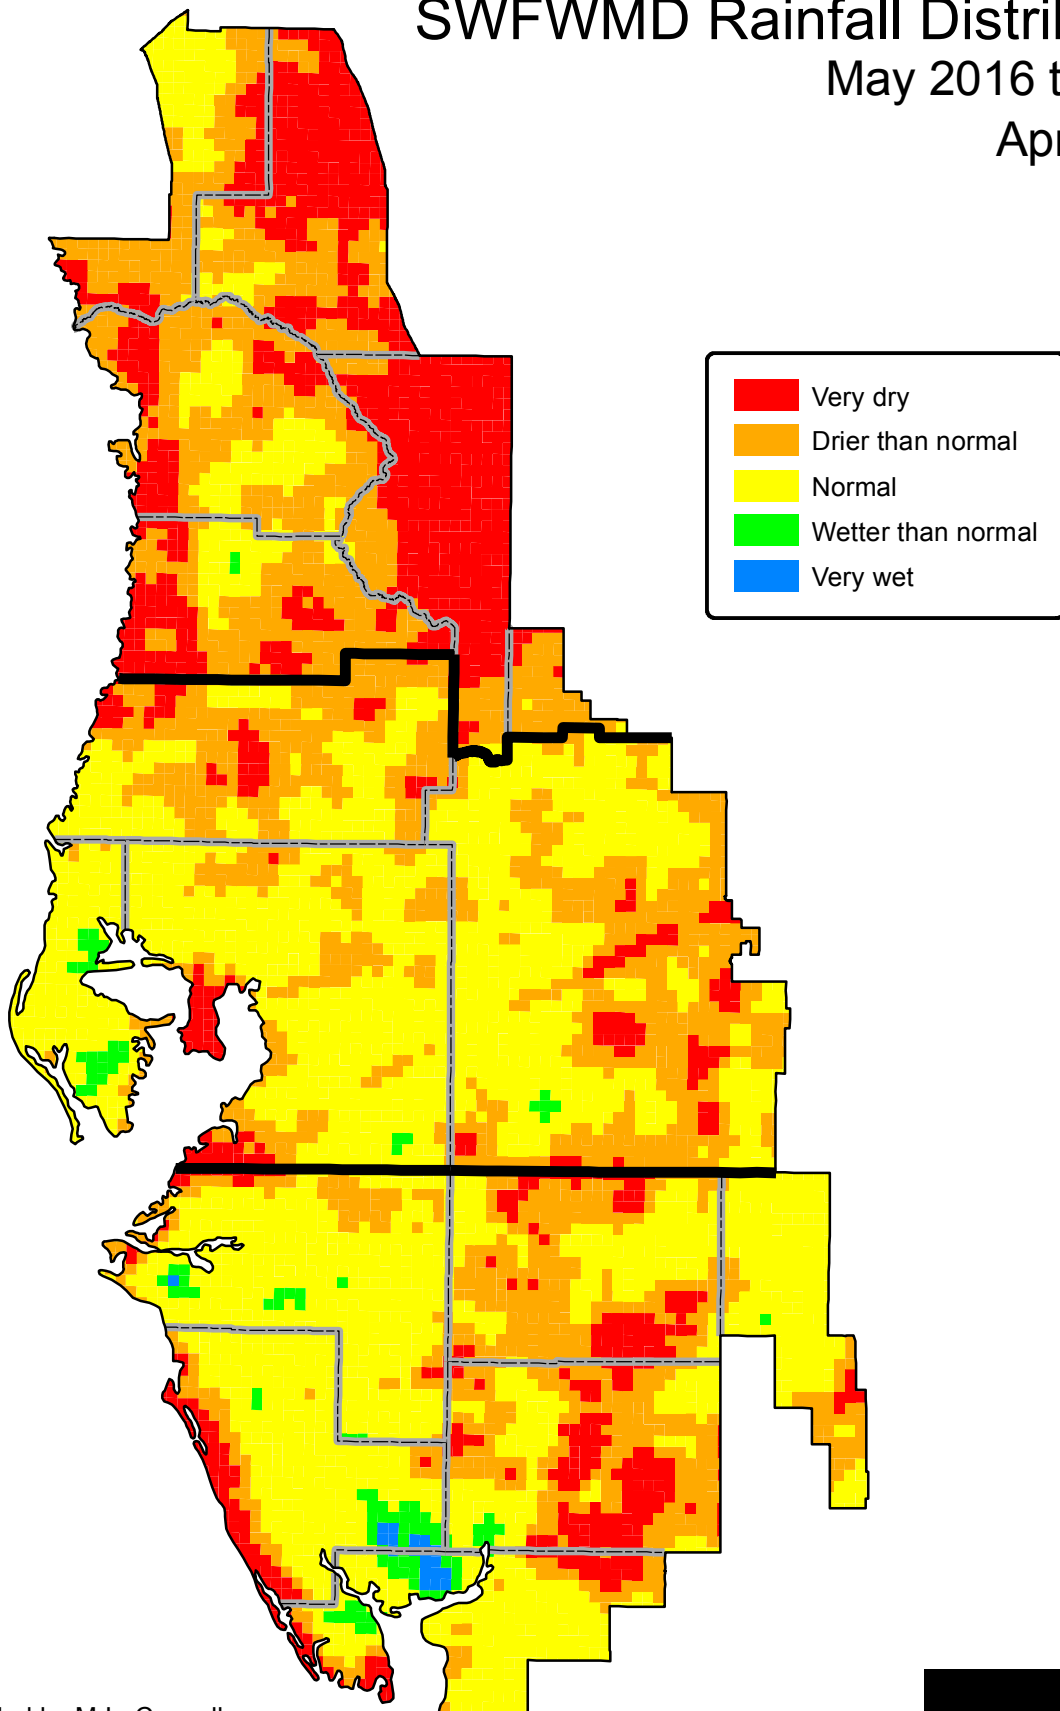 SWFWMD Rainfall Distri
May 2016 t
Apr
Very dry
Drier than normal
Normal
Wetter than normal
Very wet